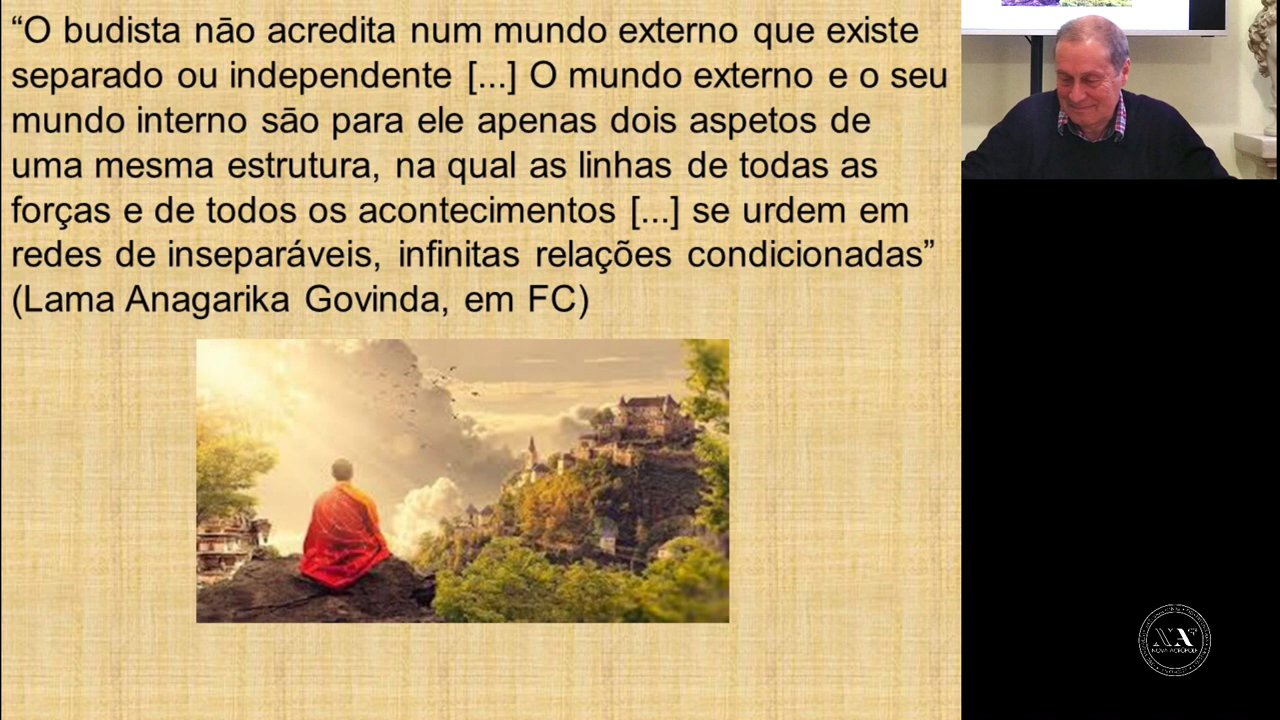 “O budista não acredita num mundo externo que existe
separado ou independente [...] O mundo externo e o seu
mundo interno são para ele apenas dois aspetos de
uma mesma estrutura, na qual as linhas de todas as
forças e de todos os acontecimentos [...] se urdem em
redes de inseparáveis, infinitas relações condicionadas”
(Lama Anagarika Govinda, em FC)
NOVA ACRÓPOLE